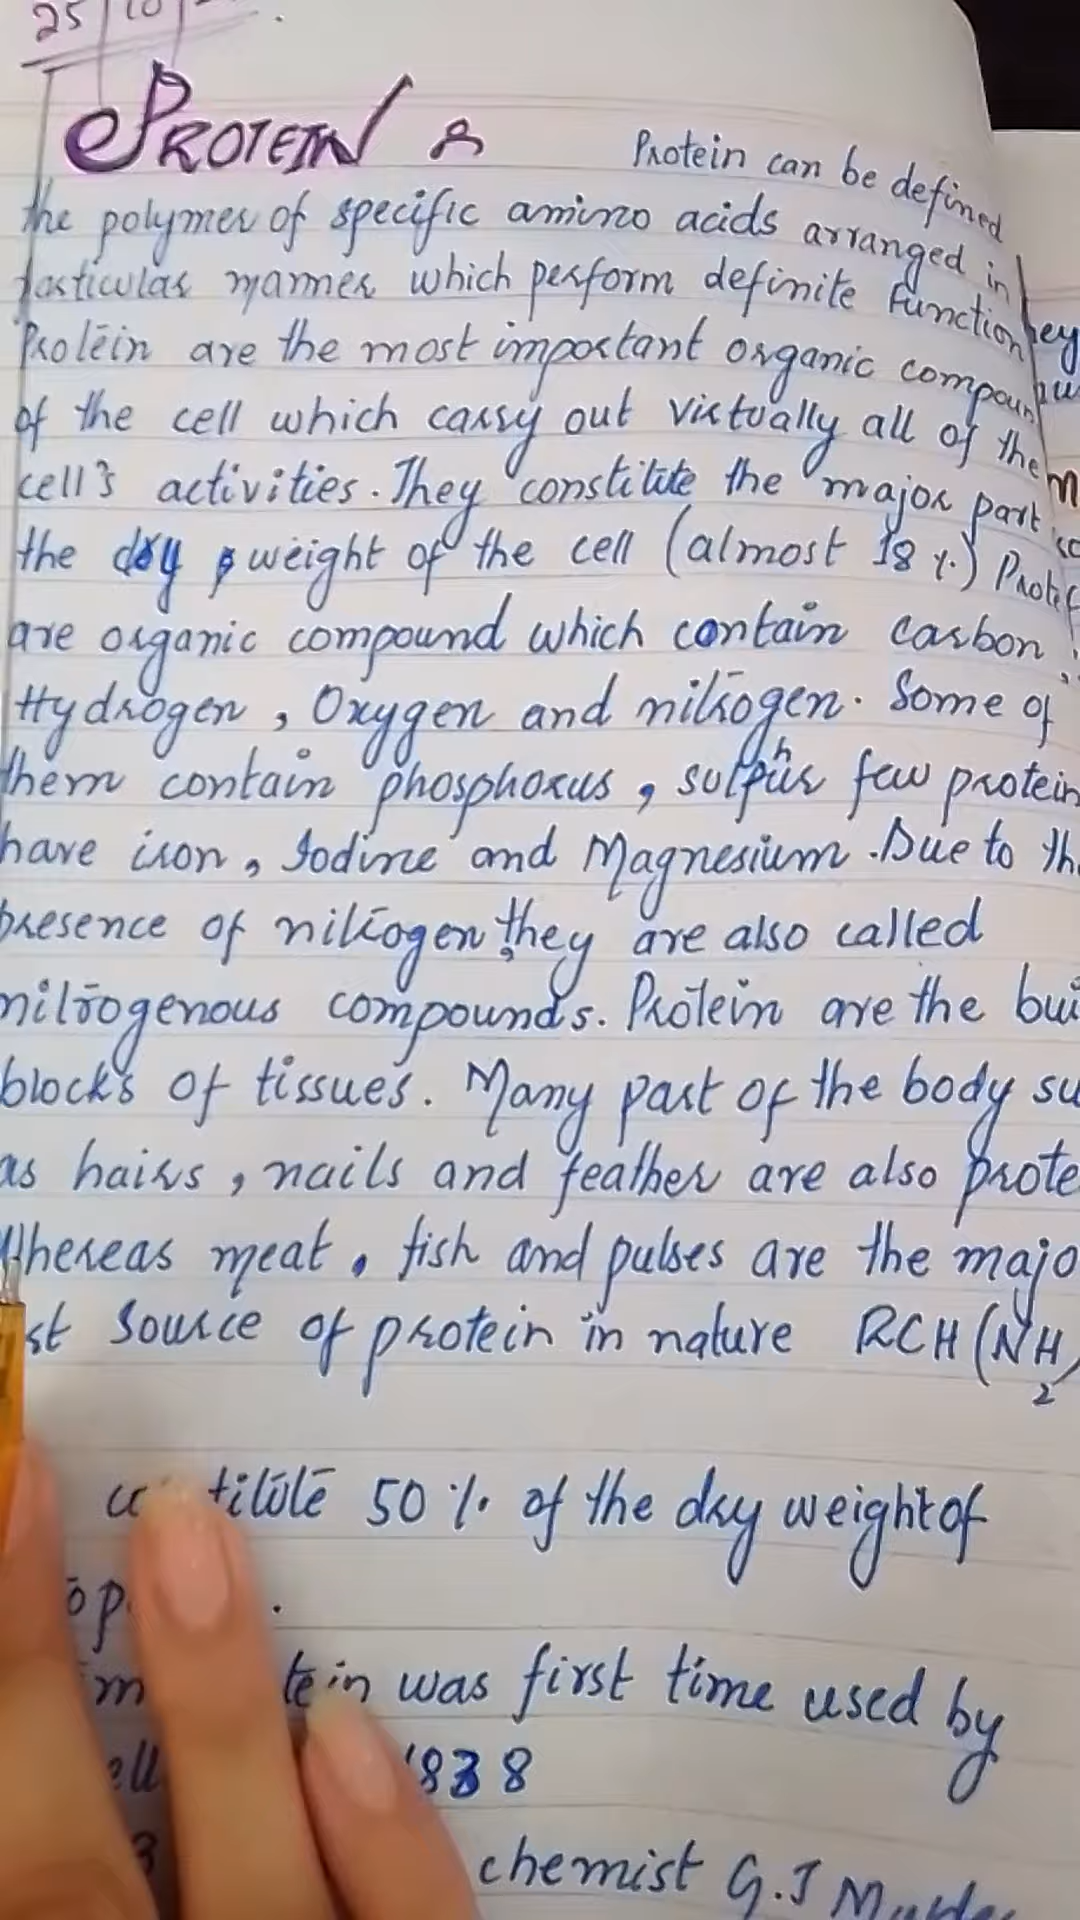 25/10/
PROTEIN :
Protein can be defined
the polymer of specific amino acids arranged in
particular manner which perform definite function
Protein are the most important organic compoun
of the cell which carry out virtually all of the
cell's activities. They constitute the major part
the dry weight of the cell (almost 18 %) Protei
are organic compound which contain carbon,
Hydrogen, Oxygen and nitrogen. Some of
them contain phosphorus, sulphur few protein
have iron, Iodine and Magnesium. Due to th
presence of nitrogen, they are also called
nitrogenous compounds. Protein are the bui
blocks of tissues. Many part of the body su
as hairs, nails and feather are also prote
Whereas meat, fish and pulses are the majo
st source of protein in nature RCH(NH2)
50 % of the dry weight of
was first time used by
1838
chemist G.J